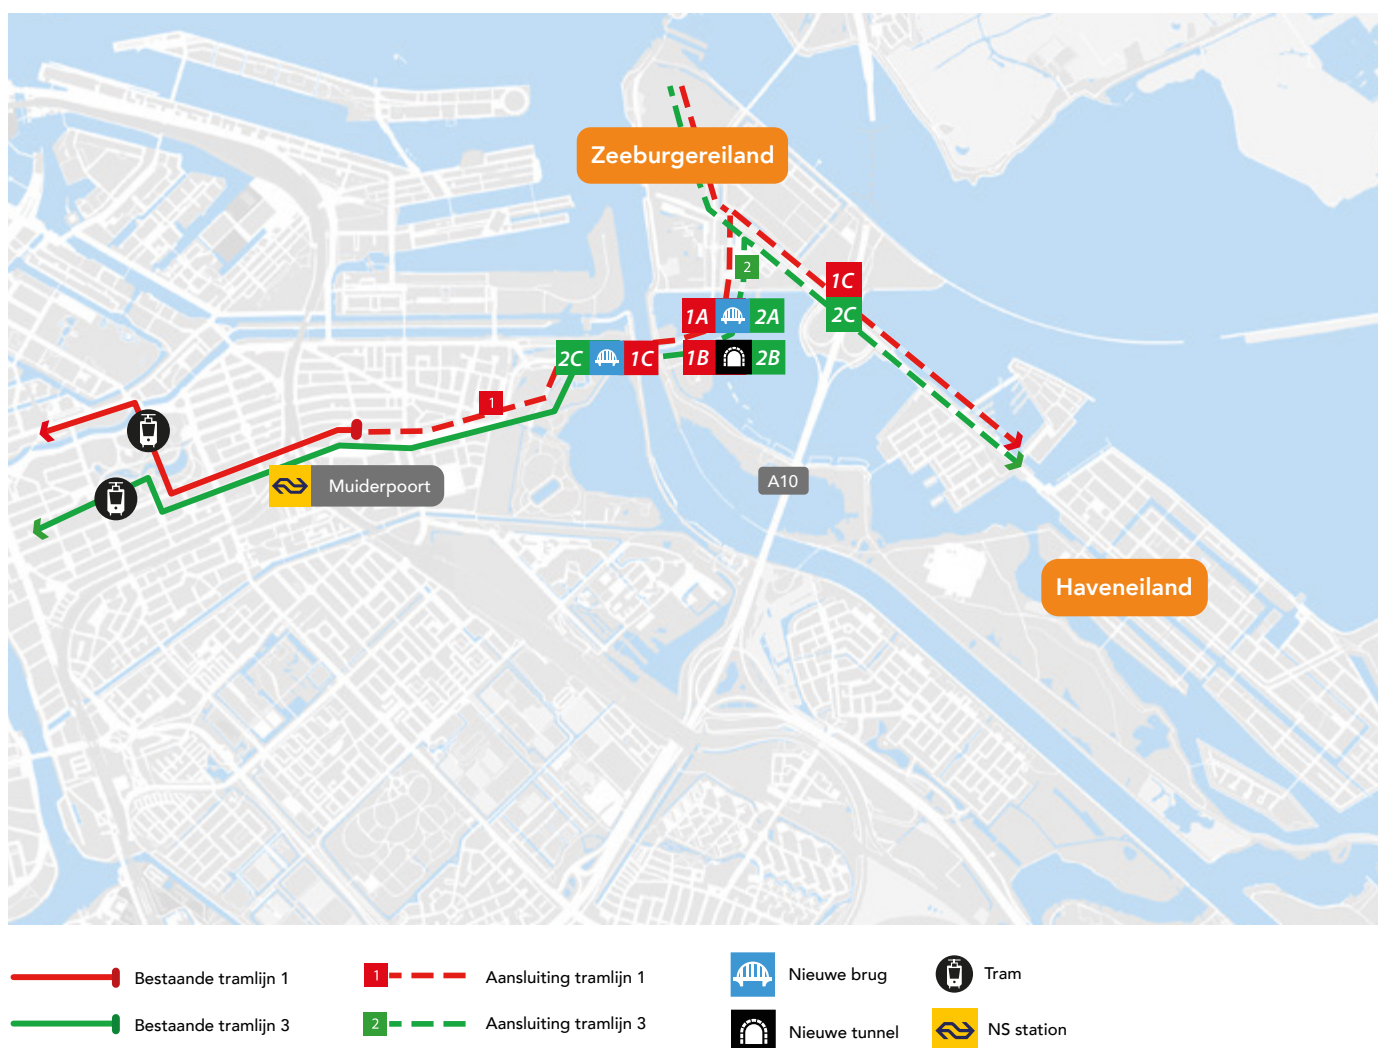 Zeeburgereiland
2
1C
2C
1A 2A
2C 1C
1B 2B
1
Muiderpoort
A10
Haveneiland
Bestaande tramlijn 1
1 Aansluiting tramlijn 1
Nieuwe brug
Tram
Bestaande tramlijn 3
2 Aansluiting tramlijn 3
Nieuwe tunnel
NS station